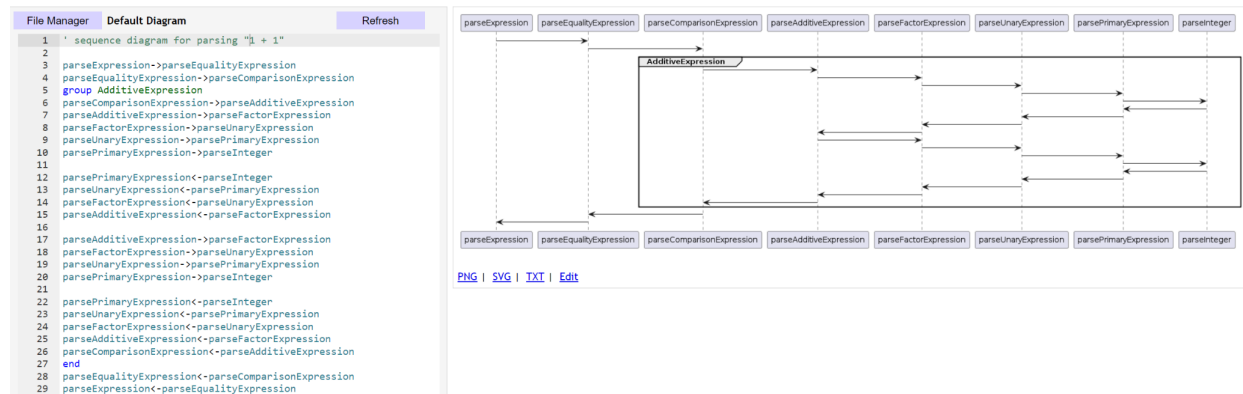 File Manager Default Diagram Refresh
1 ' sequence diagram for parsing "1 + 1"
2
3 parseExpression->parseEqualityExpression
4 parseEqualityExpression->parseComparisonExpression
5 group AdditiveExpression
6 parseComparisonExpression->parseAdditiveExpression
7 parseAdditiveExpression->parseFactorExpression
8 parseFactorExpression->parseUnaryExpression
9 parseUnaryExpression->parsePrimaryExpression
10 parsePrimaryExpression->parseInteger
11
12 parsePrimaryExpression<-parseInteger
13 parseUnaryExpression<-parsePrimaryExpression
14 parseFactorExpression<-parseUnaryExpression
15 parseAdditiveExpression<-parseFactorExpression
16
17 parseAdditiveExpression->parseFactorExpression
18 parseFactorExpression->parseUnaryExpression
19 parseUnaryExpression->parsePrimaryExpression
20 parsePrimaryExpression->parseInteger
21
22 parsePrimaryExpression<-parseInteger
23 parseUnaryExpression<-parsePrimaryExpression
24 parseFactorExpression<-parseUnaryExpression
25 parseAdditiveExpression<-parseFactorExpression
26 parseComparisonExpression<-parseAdditiveExpression
27 end
28 parseEqualityExpression<-parseComparisonExpression
29 parseExpression<-parseEqualityExpression
parseExpression parseEqualityExpression parseComparisonExpression parseAdditiveExpression parseFactorExpression parseUnaryExpression parsePrimaryExpression parseInteger
AdditiveExpression
parseExpression parseEqualityExpression parseComparisonExpression parseAdditiveExpression parseFactorExpression parseUnaryExpression parsePrimaryExpression parseInteger
PNG | SVG | TXT | Edit